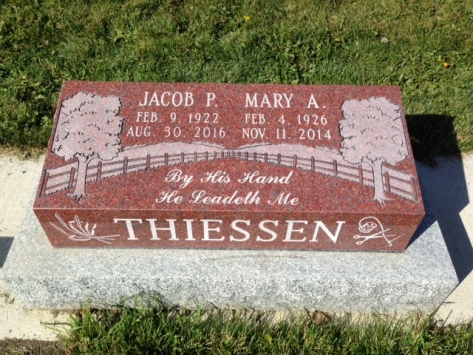 JACOB P. MARY A.
FEB. 9, 1922 FEB. 4, 1926
AUG. 30, 2016 NOV. 11, 2014
By His Hand
He Leadeth Me
THIESSEN